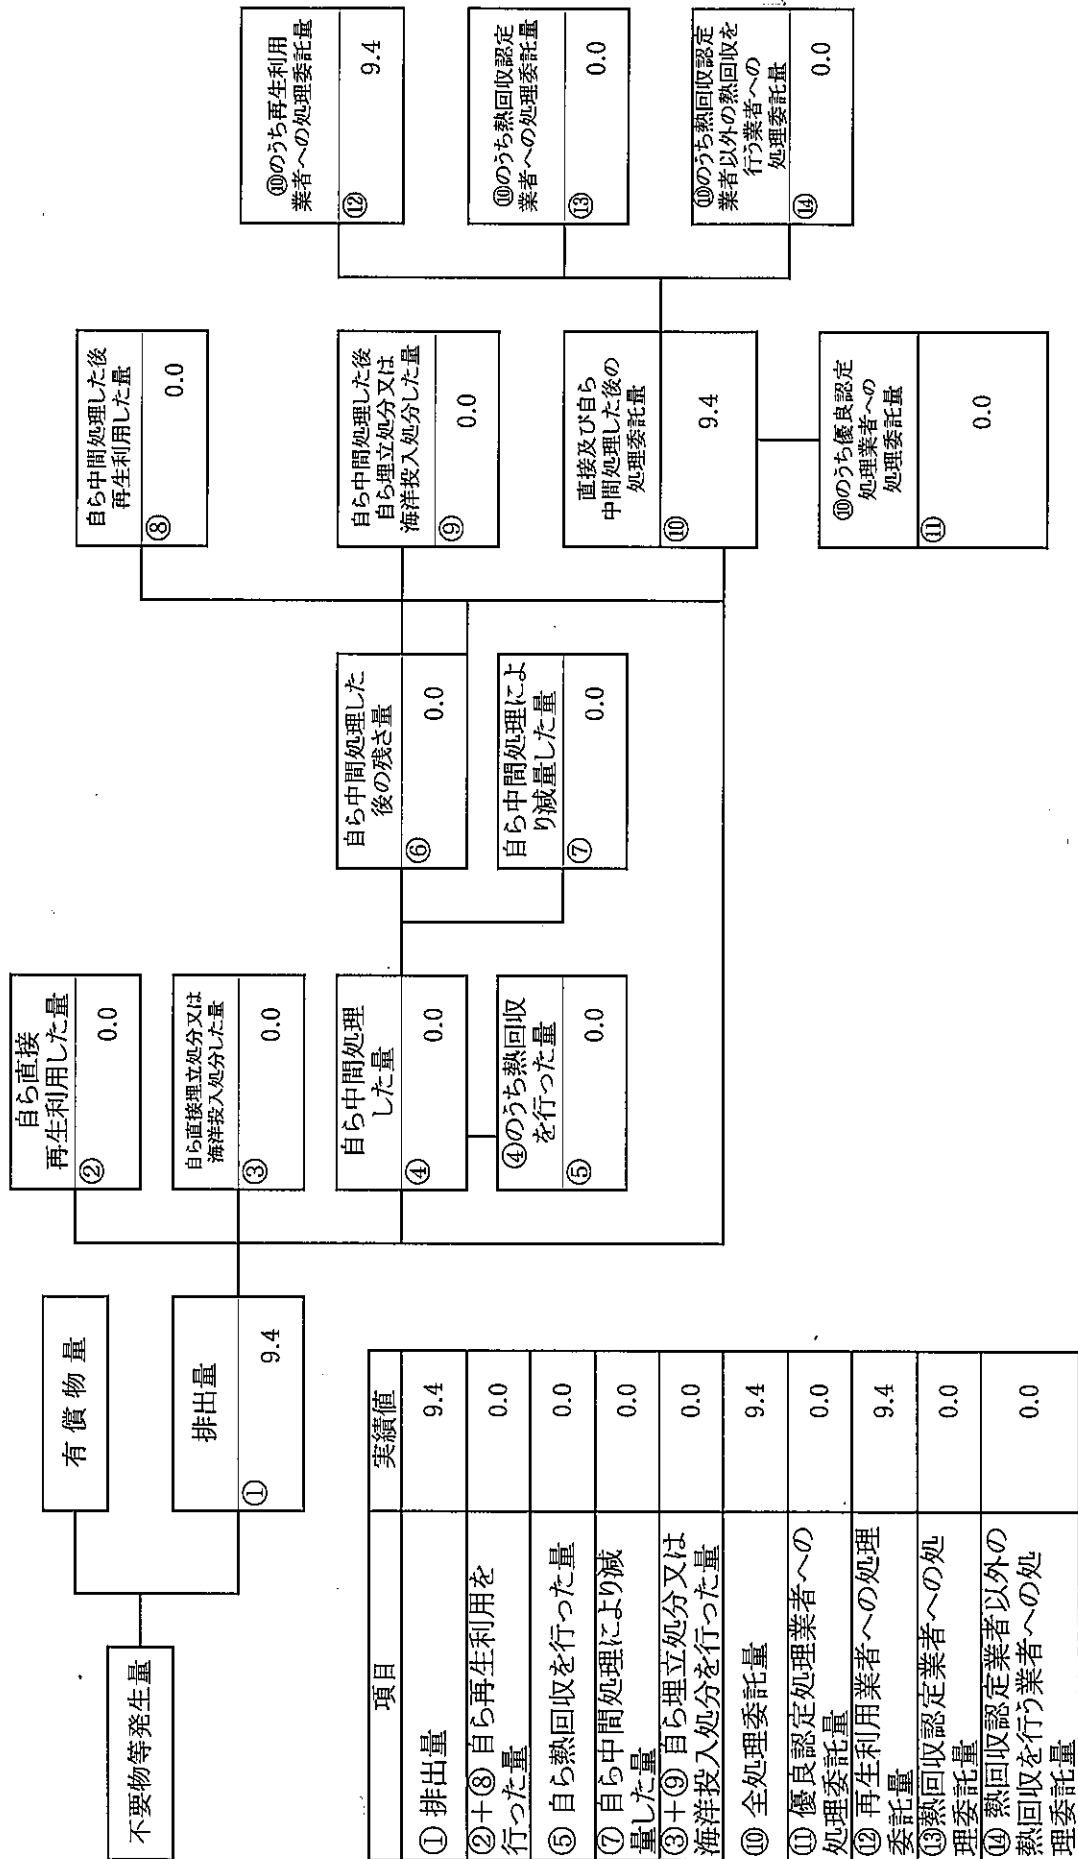 不要物等発生量
有 償 物 量
排出量
① 9.4
自ら直接
再生利用した量
② 0.0
自ら直接埋立処分又は
海洋投入処分した量
③ 0.0
自ら中間処理
した量
④ 0.0
④のうち熱回収
を行った量
⑤ 0.0
自ら中間処理した
後の残さ量
⑥ 0.0
自ら中間処理によ
り減量した量
⑦ 0.0
自ら中間処理した後
再生利用した量
⑧ 0.0
自ら中間処理した後
自ら埋立処分又は
海洋投入処分した量
⑨ 0.0
直接及び自ら
中間処理した後の
処理委託量
⑩ 9.4
⑩のうち優良認定
処理業者への
処理委託量
⑪ 0.0
⑩のうち再生利用
業者への処理委託量
⑫ 9.4
⑩のうち熱回収認定
業者への処理委託量
⑬ 0.0
⑩のうち熱回収認定
業者以外の熱回収を
行う業者への
処理委託量
⑭ 0.0
項目 実績値
① 排出量 9.4
②+⑧ 自ら再生利用を
行った量 0.0
⑤ 自ら熱回収を行った量 0.0
⑦ 自ら中間処理により減
量した量 0.0
③+⑨ 自ら埋立処分又は
海洋投入処分を行った量 0.0
⑩ 全処理委託量 9.4
⑪ 優良認定処理業者への
処理委託量 0.0
⑫ 再生利用業者への処理
委託量 9.4
⑬熱回収認定業者への処
理委託量 0.0
⑭ 熱回収認定業者以外の
熱回収を行う業者への処
理委託量 0.0